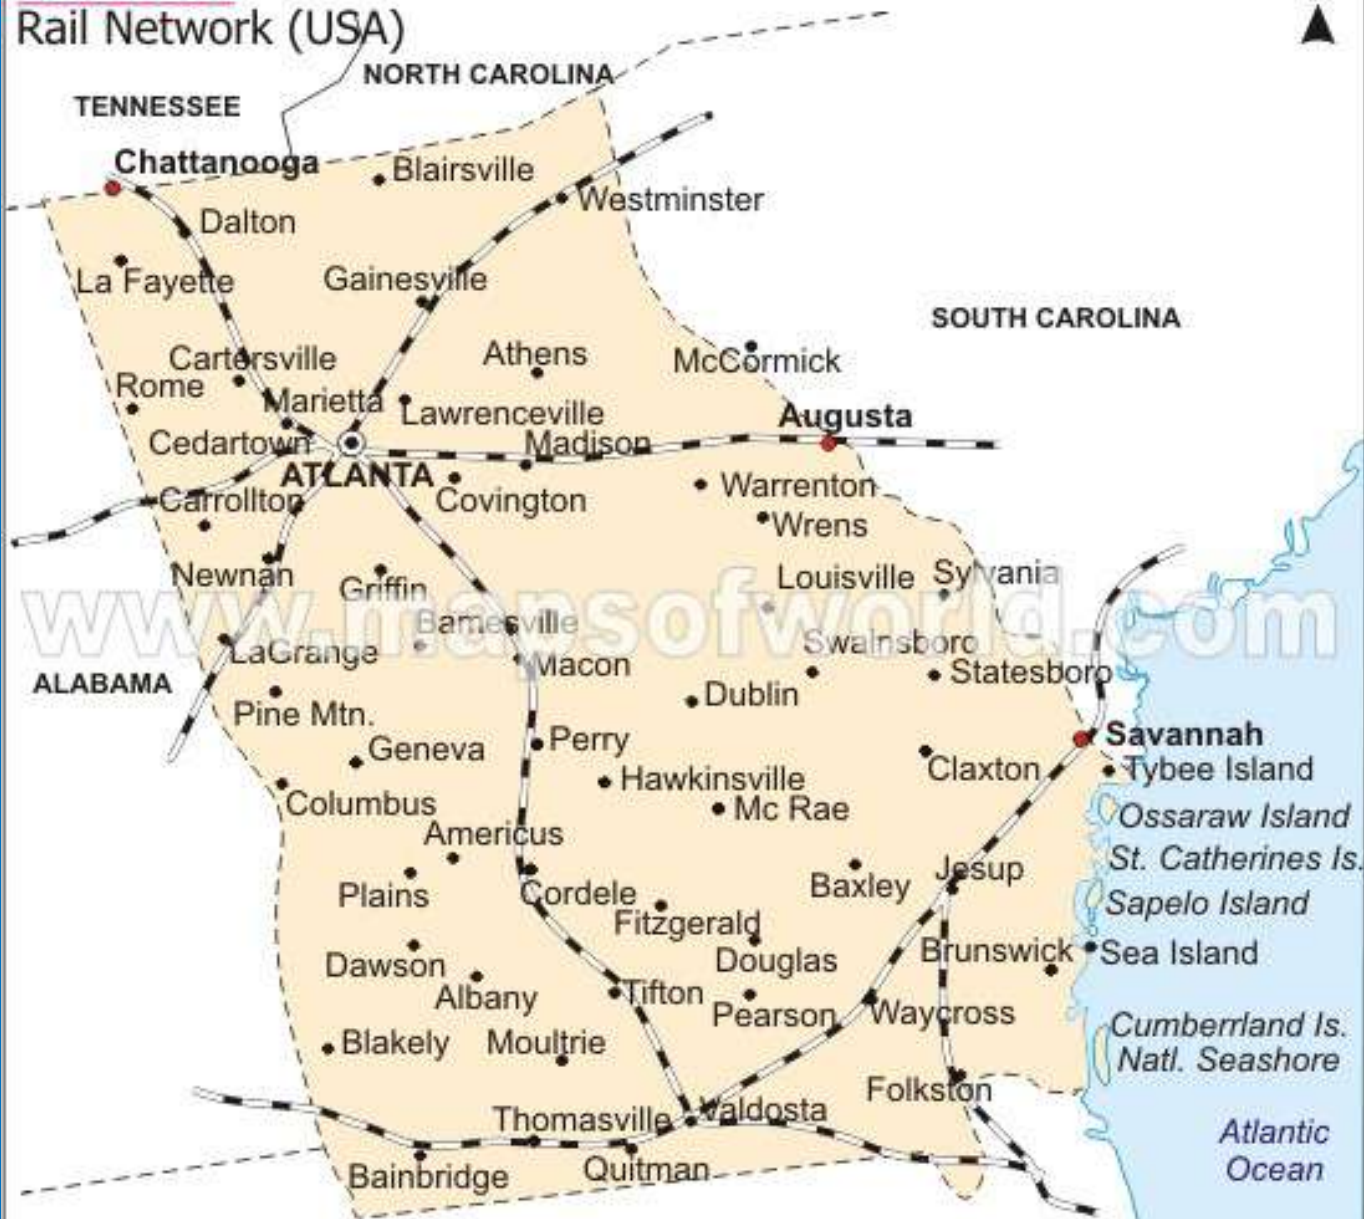 Rail Network (USA)
NORTH CAROLINA
TENNESSEE
Chattanooga
Blairsville
Westminster
Dalton
La Fayette
Gainesville
SOUTH CAROLINA
Cartersville
Athens
McCormick
Rome
Marietta
Lawrenceville
Augusta
Cedartown
Madison
ATLANTA
Carrollton
Covington
Warrenton
Wrens
Newnan
Griffin
Louisville
Sylvania
www.mapsofworld.com
Barnesville
Swainsboro
LaGrange
Macon
Statesboro
ALABAMA
Dublin
Pine Mtn.
Geneva
Perry
Savannah
Claxton
Tybee Island
Hawkinsville
Columbus
Mc Rae
Ossaraw Island
Americus
St. Catherines Is.
Plains
Cordele
Baxley
Jesup
Sapelo Island
Fitzgerald
Dawson
Douglas
Brunswick
Sea Island
Albany
Tifton
Pearson
Waycross
Cumberrland Is.
Natl. Seashore
Blakely
Moultrie
Folkston
Thomasville
Valdosta
Bainbridge
Quitman
Atlantic
Ocean